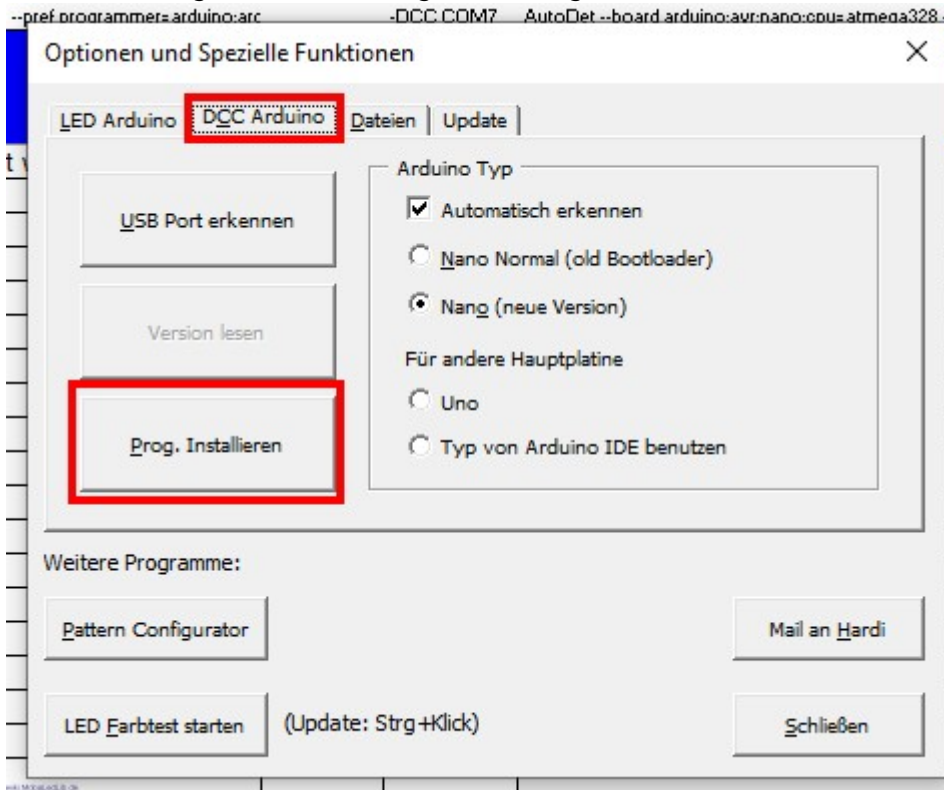 --pref programmer=arduino:arc -DCC COM7 AutoDet --board arduino:avr:nano:cpu=atmega328.
Optionen und Spezielle Funktionen
LED Arduino DCC Arduino Dateien Update
Arduino Typ
USB Port erkennen
Automatisch erkennen
Nano Normal (old Bootloader)
Version lesen
Nano (neue Version)
Für andere Hauptplatine
Prog. Installieren
Uno
Typ von Arduino IDE benutzen
Weitere Programme:
Pattern Configurator
Mail an Hardi
LED Farbtest starten
(Update: Strg+Klick)
Schließen